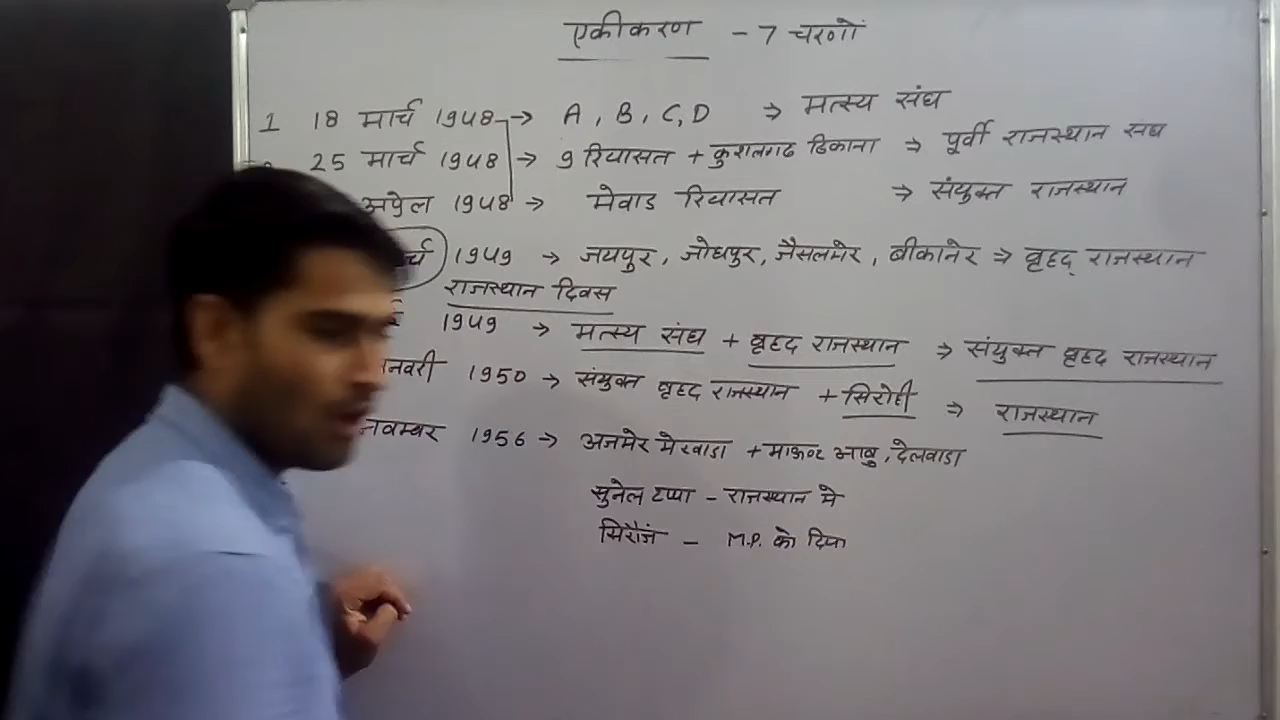 एकीकरण - 7 चरणों
1 18 मार्च 1948 → A, B, C, D ⇒ मत्स्य संघ
25 मार्च 1948 → 9 रियासत + कुशलगढ ठिकाना ⇒ पूर्वी राजस्थान संघ
अप्रेल 1948 → मेवाड रियासत ⇒ संयुक्त राजस्थान
1949 → जयपुर, जोधपुर, जैसलमेर, बीकानेर ⇒ बृहद् राजस्थान
राजस्थान दिवस
1949 → मत्स्य संघ + बृहद राजस्थान ⇒ संयुक्त बृहद राजस्थान
1950 → संयुक्त बृहद राजस्थान + सिरोही ⇒ राजस्थान
नवम्बर 1956 → अजमेर मेरवाडा + माऊण्ट आबु, देलवाडा
सुनेल टप्पा - राजस्थान मे
सिरौंज - M.P. को दिया